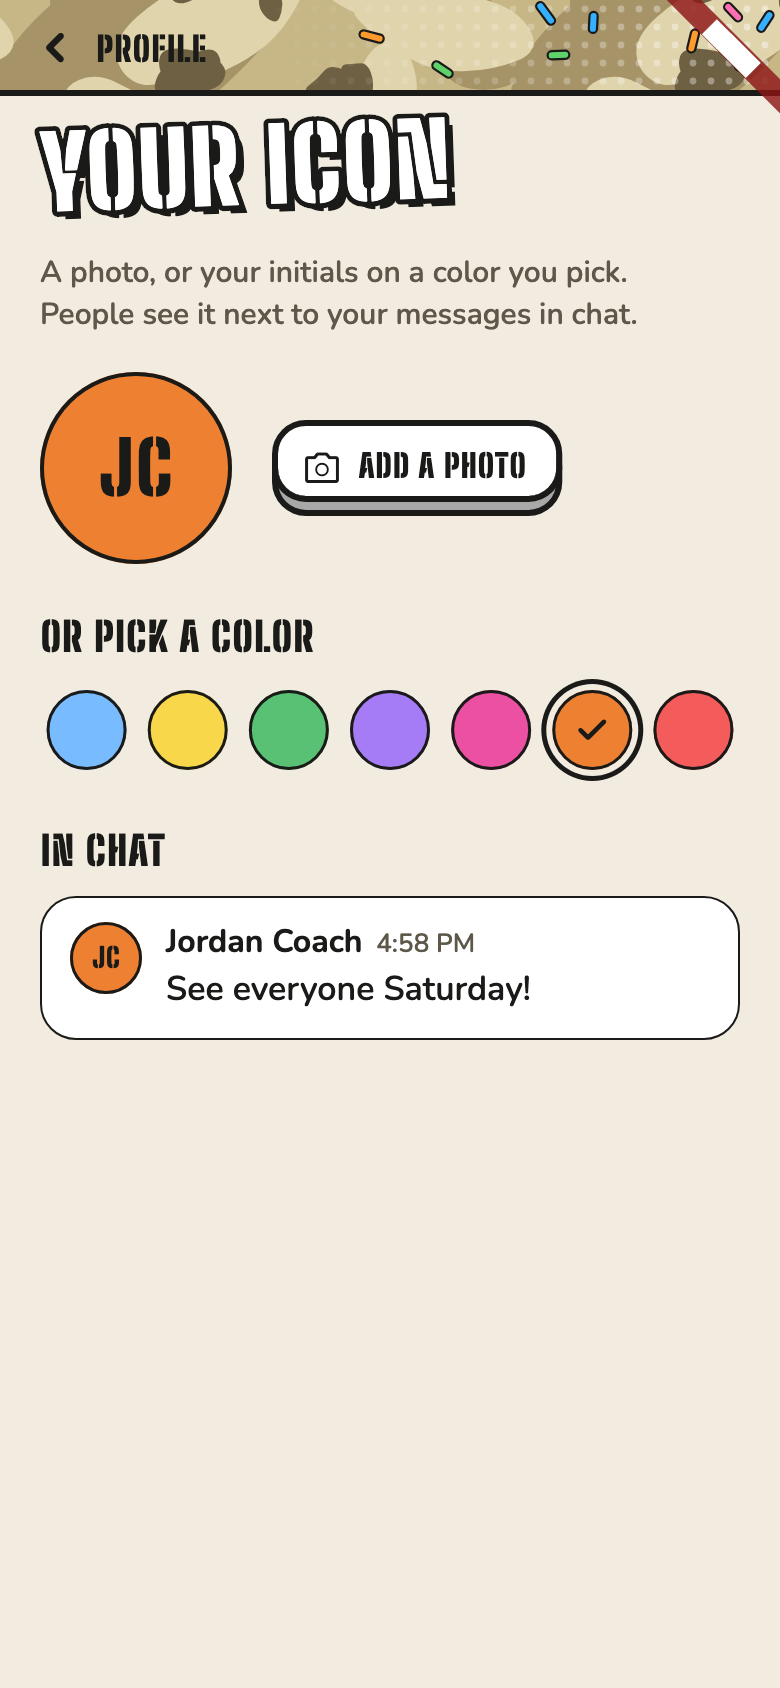 PROFILE
YOUR ICON!
A photo, or your initials on a color you pick.
People see it next to your messages in chat.
JC
ADD A PHOTO
OR PICK A COLOR
IN CHAT
JC
Jordan Coach 4:58 PM
See everyone Saturday!